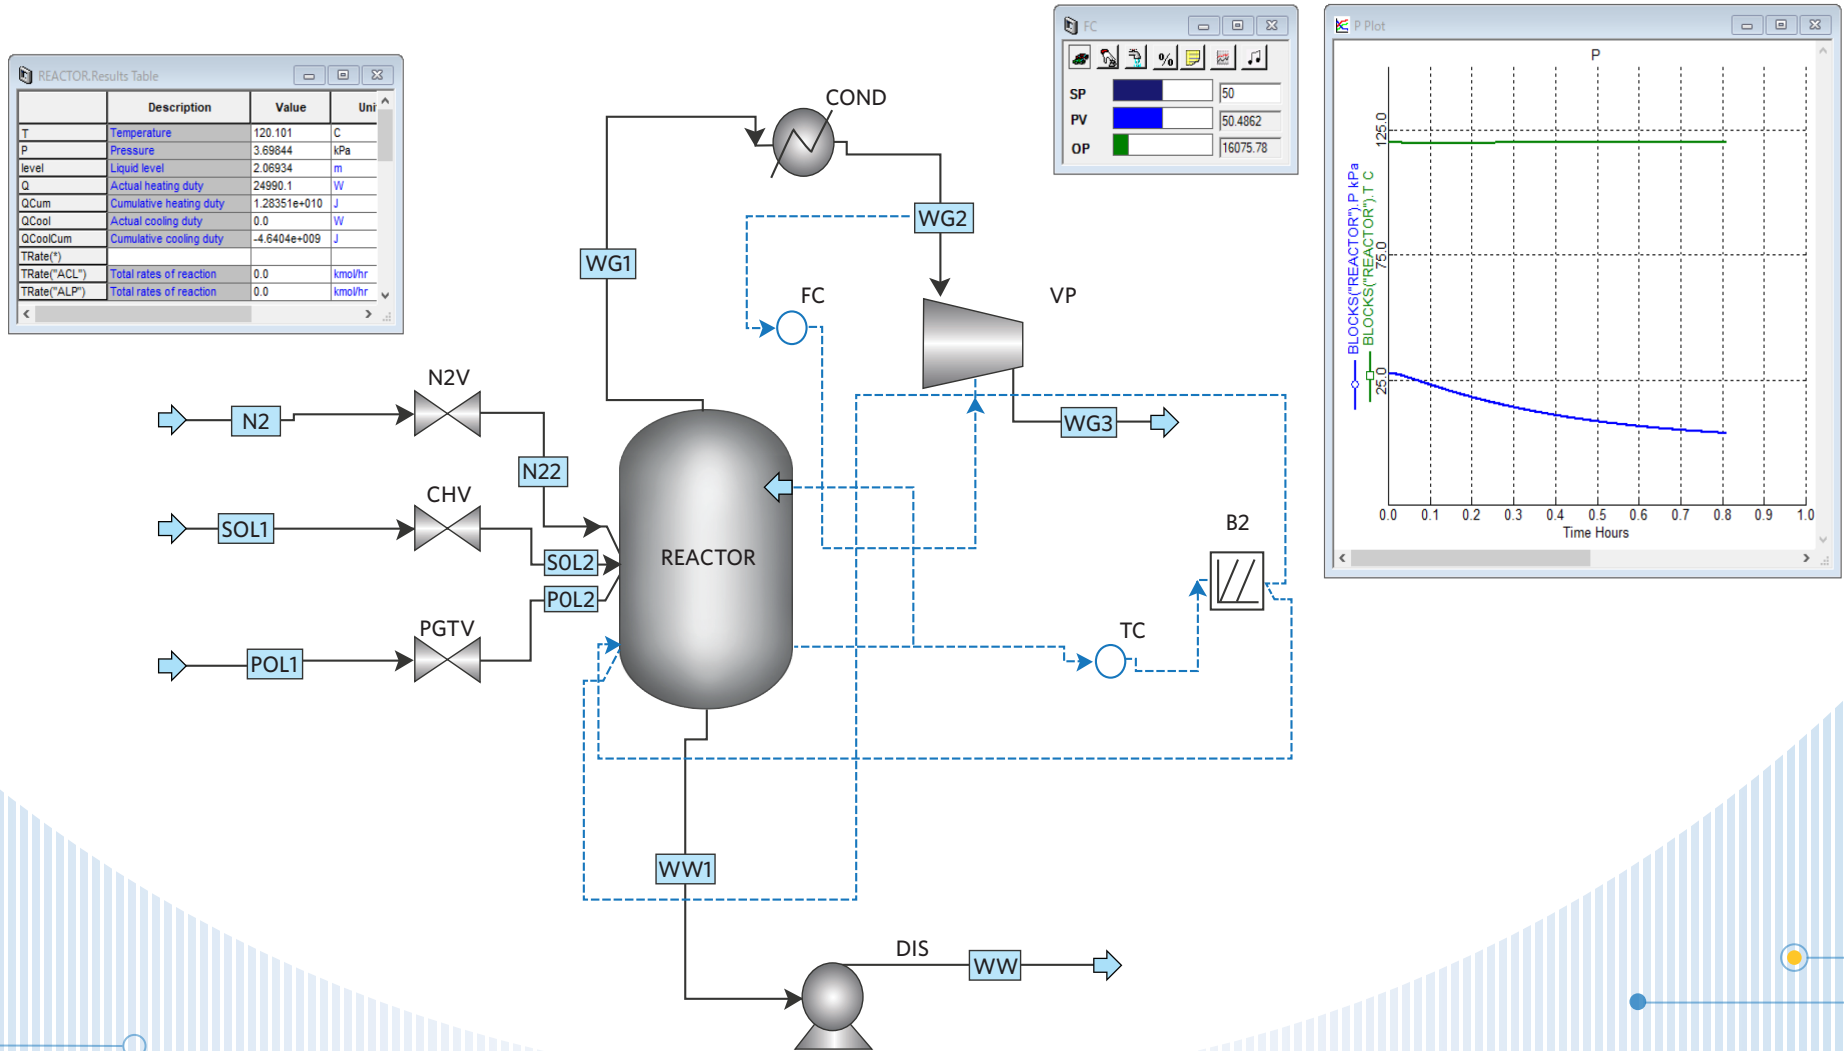 REACTOR.Results Table
Description Value Uni
T Temperature 120.101 C
P Pressure 3.69844 kPa
level Liquid level 2.06934 m
Q Actual heating duty 24990.1 W
QCum Cumulative heating duty 1.28351e+010 J
QCool Actual cooling duty 0.0 W
QCoolCum Cumulative cooling duty -4.6404e+009 J
TRate(*)
TRate("ACL") Total rates of reaction 0.0 kmol/hr
TRate("ALP") Total rates of reaction 0.0 kmol/hr
FC
%
SP 50
PV 50.4862
OP 16075.78
P Plot
P
125.0
75.0
25.0
BLOCKS("REACTOR").P kPa
BLOCKS("REACTOR").T C
0.0 0.1 0.2 0.3 0.4 0.5 0.6 0.7 0.8 0.9 1.0
Time Hours
COND
WG2
WG1
FC
VP
N2V
N2
WG3
N22
CHV
SOL1
B2
REACTOR
S0L2
P0L2
PGTV
TC
POL1
WW1
DIS
WW